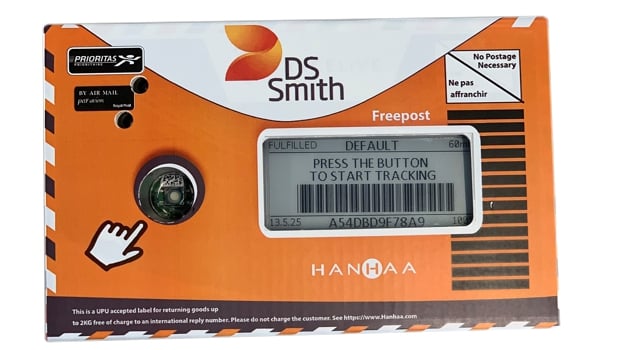 PRIORITAS
BY AIR MAIL
par avion
Royal Mail
DS
Smith
No Postage
Necessary
Ne pas
affranchir
Freepost
FULFILLED DEFAULT 60m
PRESS THE BUTTON
TO START TRACKING
13.5.25 A54DBD9F78A9
HANHAA
This is a UPU accepted label for returning goods up
to 2KG free of charge to an international reply number. Please do not charge the customer. See https://www.Hanhaa.com